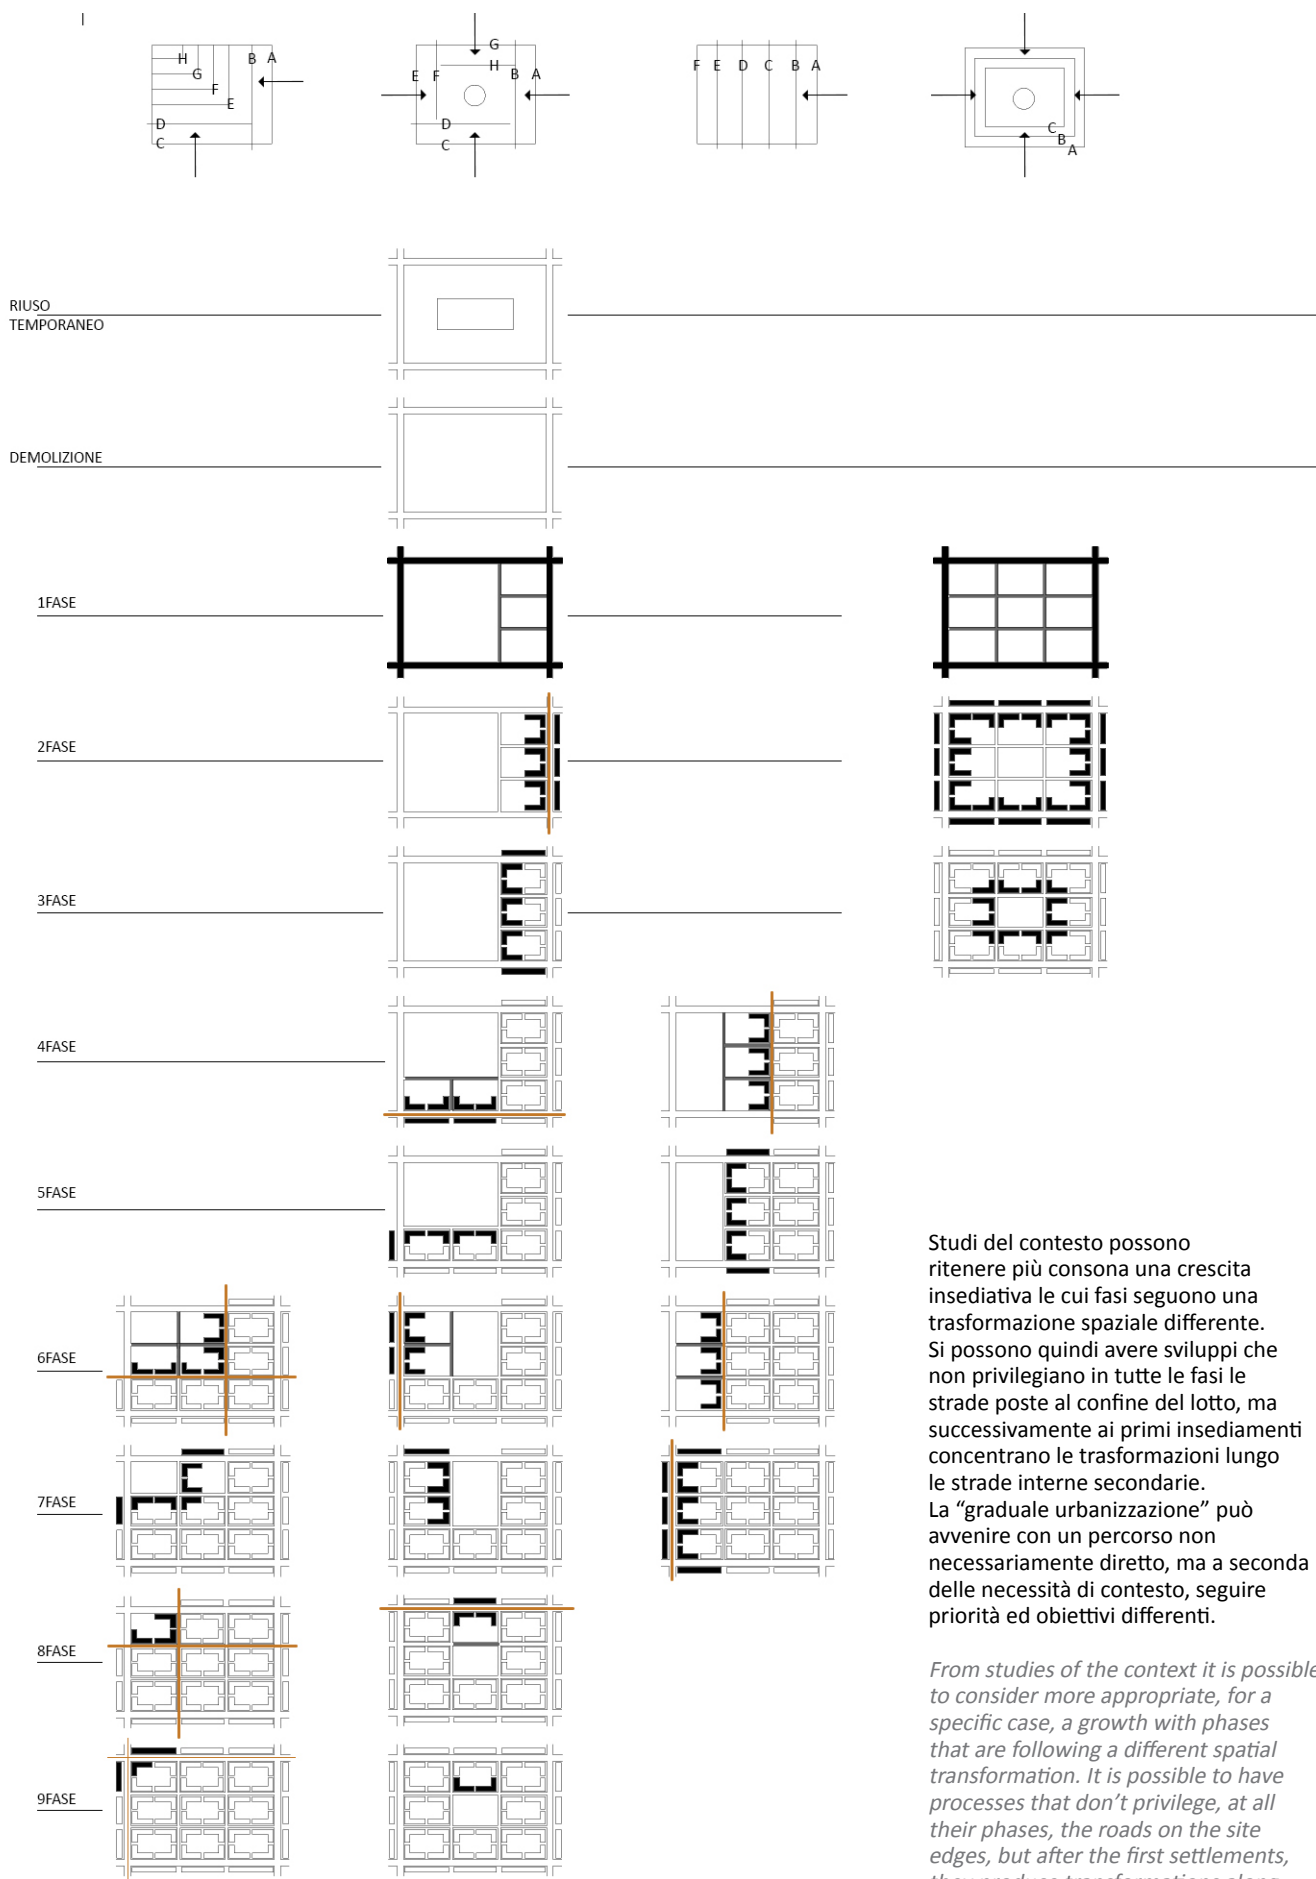 H B A
G
F
E
D
C
G
E F H B A
D
C
F E D C B A
C
B
A
RIUSO
TEMPORANEO
DEMOLIZIONE
1FASE
2FASE
3FASE
4FASE
5FASE
6FASE
7FASE
8FASE
9FASE
Studi del contesto possono
ritenere più consona una crescita
insediativa le cui fasi seguono una
trasformazione spaziale differente.
Si possono quindi avere sviluppi che
non privilegiano in tutte le fasi le
strade poste al confine del lotto, ma
successivamente ai primi insediamenti
concentrano le trasformazioni lungo
le strade interne secondarie.
La “graduale urbanizzazione” può
avvenire con un percorso non
necessariamente diretto, ma a seconda
delle necessità di contesto, seguire
priorità ed obiettivi differenti.
From studies of the context it is possible
to consider more appropriate, for a
specific case, a growth with phases
that are following a different spatial
transformation. It is possible to have
processes that don’t privilege, at all
their phases, the roads on the site
edges, but after the first settlements,
they produce transformations along